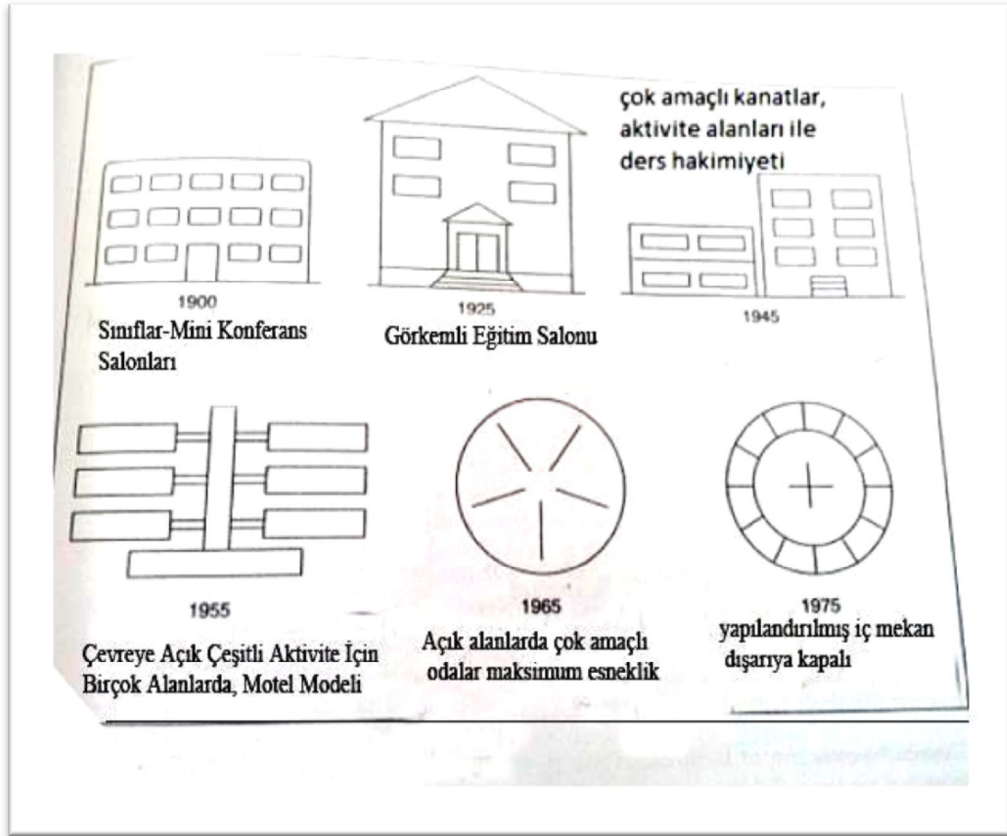 çok amaçlı kanatlar,
aktivite alanları ile
ders hakimiyeti
1900
Sınıflar-Mini Konferans
Salonları
1925
Görkemli Eğitim Salonu
1945
1955
Çevreye Açık Çeşitli Aktivite İçin
Birçok Alanlarda, Motel Modeli
1965
Açık alanlarda çok amaçlı
odalar maksimum esneklik
1975
yapılandırılmış iç mekan
dışarıya kapalı